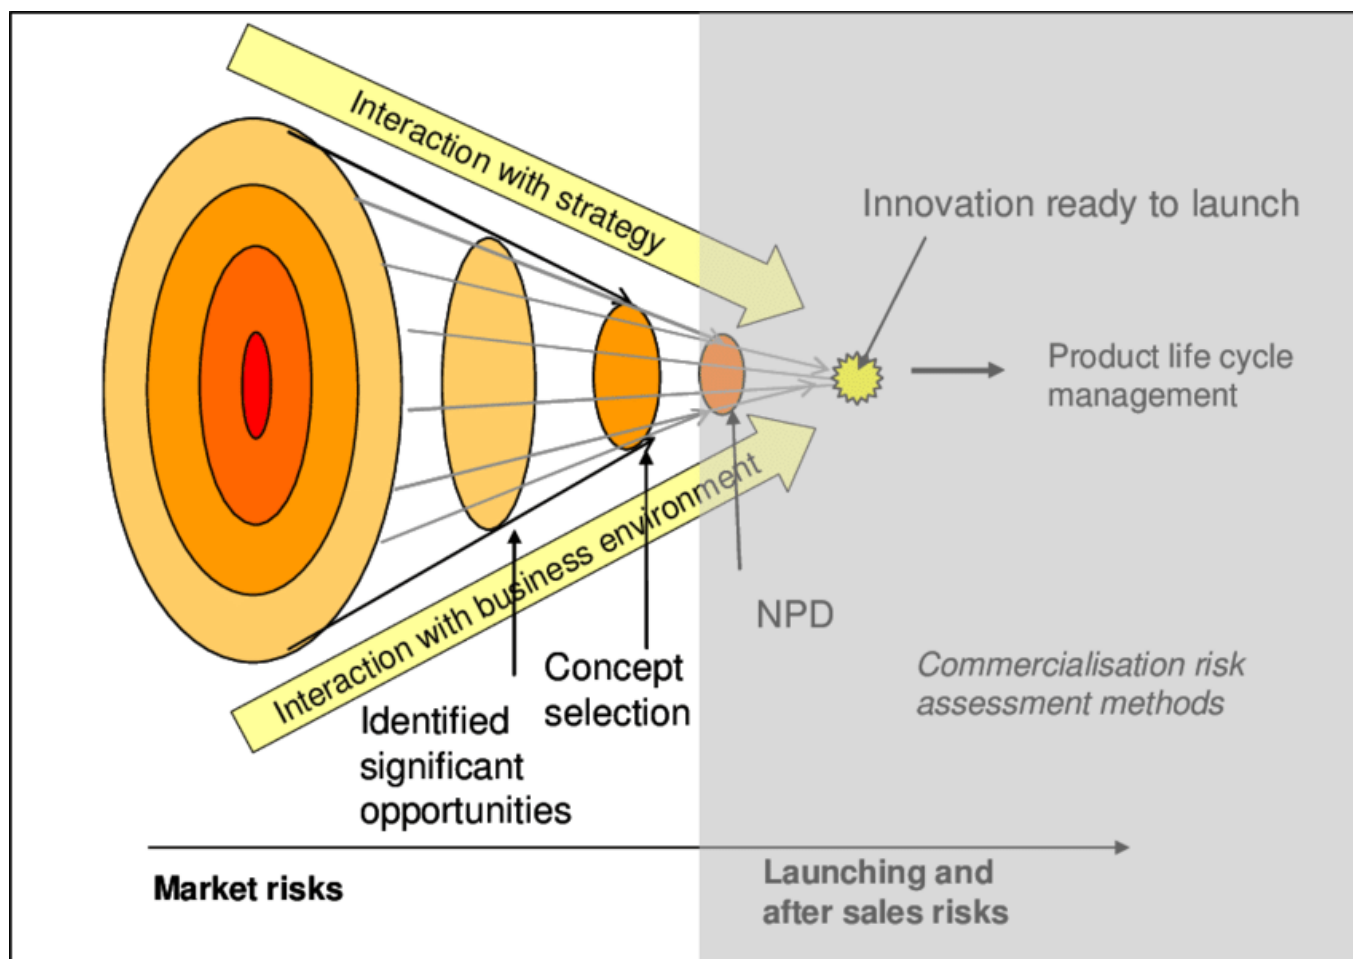 Interaction with strategy
Innovation ready to launch
Product life cycle
management
Interaction with business environment
NPD
Concept
selection
Identified
significant
opportunities
Commercialisation risk
assessment methods
Market risks
Launching and
after sales risks